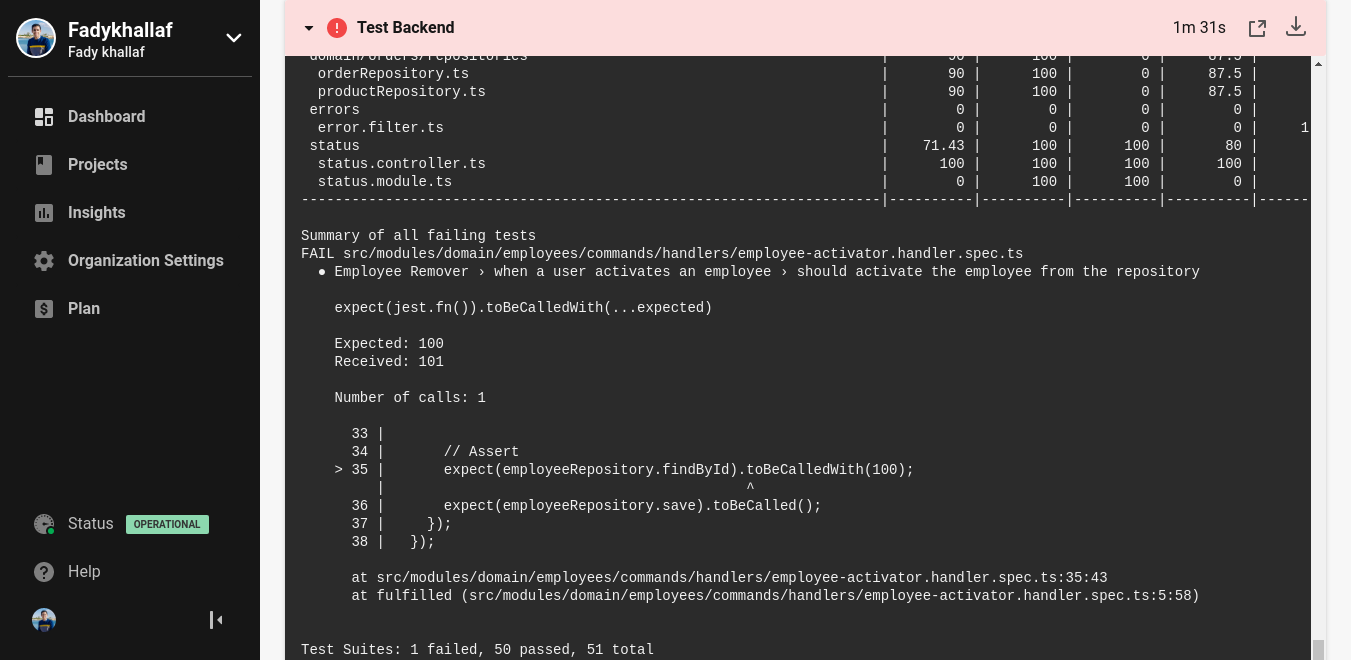 Fadykhallaf
Fady khallaf
Dashboard
Projects
Insights
Organization Settings
Plan
Status OPERATIONAL
Help
Test Backend 1m 31s
domain/orders/repositories | 90 | 100 | 0 | 87.5 |
orderRepository.ts | 90 | 100 | 0 | 87.5 |
productRepository.ts | 90 | 100 | 0 | 87.5 |
errors | 0 | 0 | 0 | 0 |
error.filter.ts | 0 | 0 | 0 | 0 | 1
status | 71.43 | 100 | 100 | 80 |
status.controller.ts | 100 | 100 | 100 | 100 |
status.module.ts | 0 | 100 | 100 | 0 |
---------------------------------------------------------------------|----------|----------|----------|----------|------
Summary of all failing tests
FAIL src/modules/domain/employees/commands/handlers/employee-activator.handler.spec.ts
● Employee Remover › when a user activates an employee › should activate the employee from the repository
expect(jest.fn()).toBeCalledWith(...expected)
Expected: 100
Received: 101
Number of calls: 1
33 |
34 | // Assert
> 35 | expect(employeeRepository.findById).toBeCalledWith(100);
| ^
36 | expect(employeeRepository.save).toBeCalled();
37 | });
38 | });
at src/modules/domain/employees/commands/handlers/employee-activator.handler.spec.ts:35:43
at fulfilled (src/modules/domain/employees/commands/handlers/employee-activator.handler.spec.ts:5:58)
Test Suites: 1 failed, 50 passed, 51 total